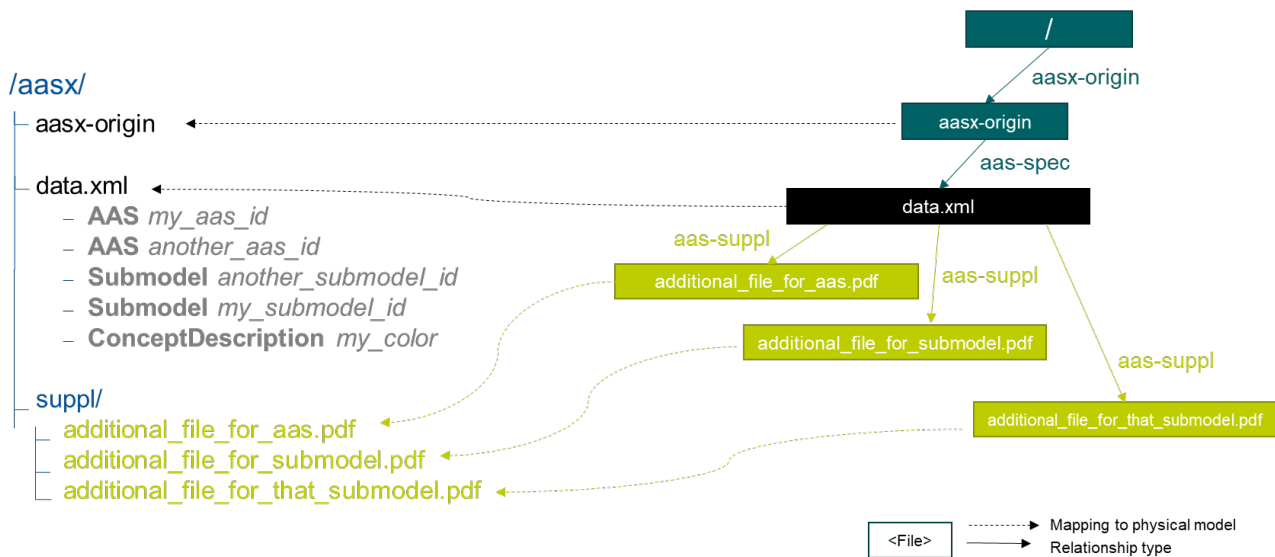 /
aasx-origin
/aasx/
aasx-origin
aasx-origin
aas-spec
data.xml
data.xml
– AAS my_aas_id
– AAS another_aas_id
– Submodel another_submodel_id
– Submodel my_submodel_id
– ConceptDescription my_color
aas-suppl
additional_file_for_aas.pdf
aas-suppl
additional_file_for_submodel.pdf
aas-suppl
additional_file_for_that_submodel.pdf
suppl/
additional_file_for_aas.pdf
additional_file_for_submodel.pdf
additional_file_for_that_submodel.pdf
<File>
Mapping to physical model
Relationship type